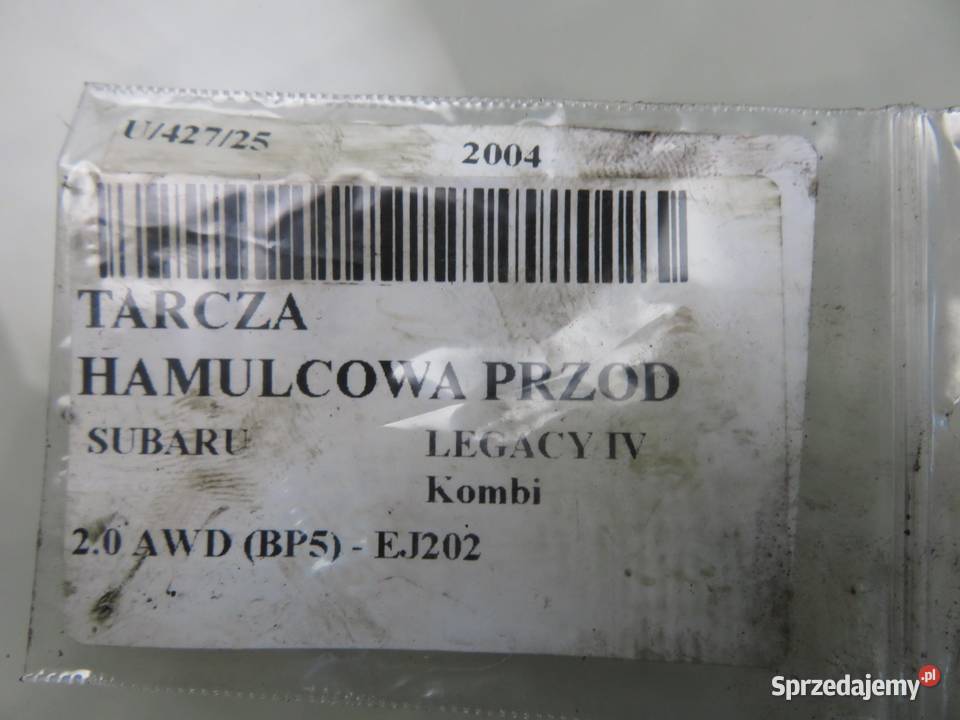 U/427/25
2004
TARCZA
HAMULCOWA PRZOD
SUBARU LEGACY IV
Kombi
2.0 AWD (BP5) - EJ202
Sprzedajemy.pl